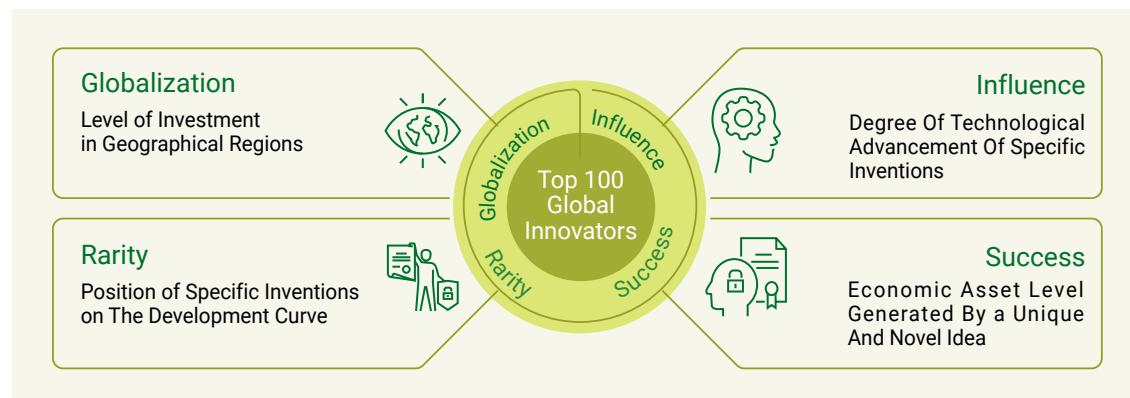 Globalization
Level of Investment
in Geographical Regions
Influence
Degree Of Technological
Advancement Of Specific
Inventions
Globalization
Influence
Top 100
Global
Innovators
Rarity
Success
Rarity
Position of Specific Inventions
on The Development Curve
Success
Economic Asset Level
Generated By a Unique
And Novel Idea